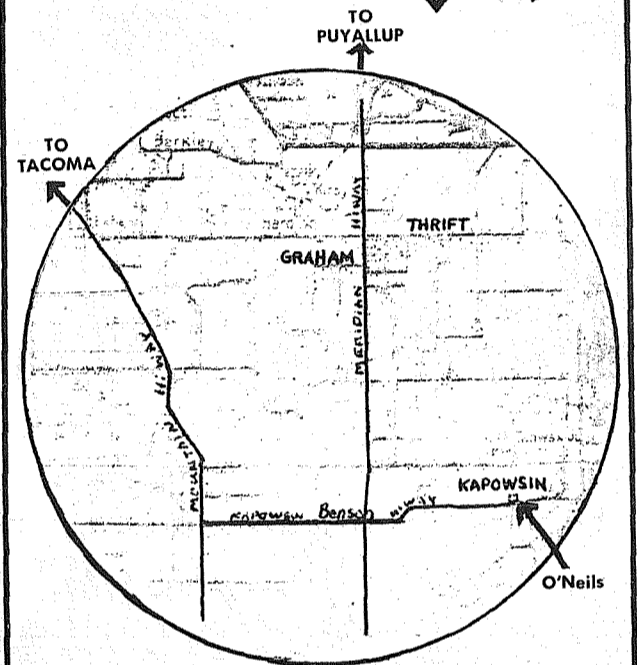 TO
PUYALLUP
TO
TACOMA
THRIFT
GRAHAM
MERIDIAN HIWAY
MOUNTAIN HIWAY
KAPOWSIN
KAPOWSIN Benson HIWAY
O'Neils